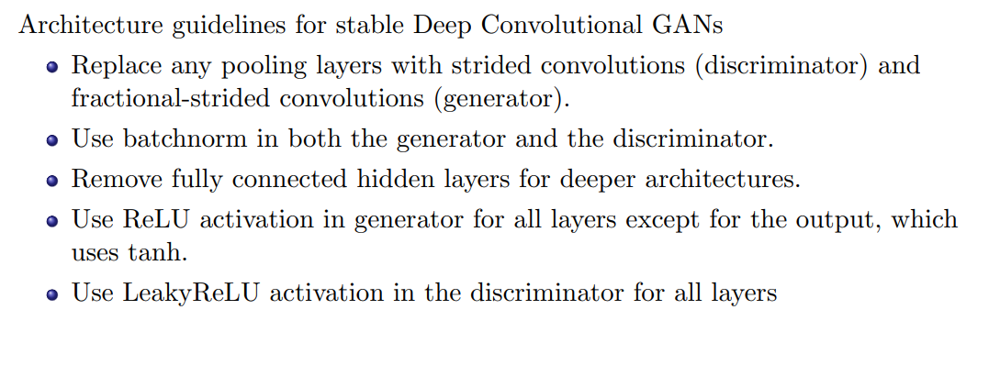 Architecture guidelines for stable Deep Convolutional GANs
Replace any pooling layers with strided convolutions (discriminator) and
fractional-strided convolutions (generator).
Use batchnorm in both the generator and the discriminator.
Remove fully connected hidden layers for deeper architectures.
Use ReLU activation in generator for all layers except for the output, which
uses tanh.
Use LeakyReLU activation in the discriminator for all layers